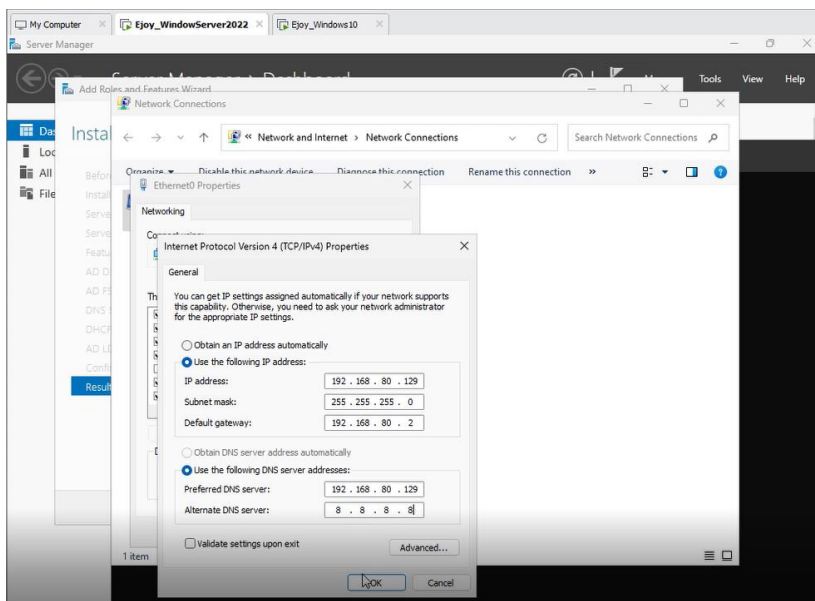 My Computer
Ejoy_WindowServer2022
Ejoy_Windows10
Server Manager
Server Manager Dashboard
Tools View Help
Add Roles and Features Wizard
Network Connections
Network and Internet > Network Connections
Search Network Connections
Organize Disable this network device Diagnose this connection Rename this connection »
Das
Loc
All
File
Instal
Befor
Install
Serve
Serve
Featu
AD D
AD FS
DNS
DHCP
AD LD
Confi
Result
Ethernet0 Properties
Networking
Connect using:
Th
Internet Protocol Version 4 (TCP/IPv4) Properties
General
You can get IP settings assigned automatically if your network supports
this capability. Otherwise, you need to ask your network administrator
for the appropriate IP settings.
Obtain an IP address automatically
Use the following IP address:
IP address: 192 . 168 . 80 . 129
Subnet mask: 255 . 255 . 255 . 0
Default gateway: 192 . 168 . 80 . 2
Obtain DNS server address automatically
Use the following DNS server addresses:
Preferred DNS server: 192 . 168 . 80 . 129
Alternate DNS server: 8 . 8 . 8 . 8
Validate settings upon exit
Advanced...
OK Cancel
1 item